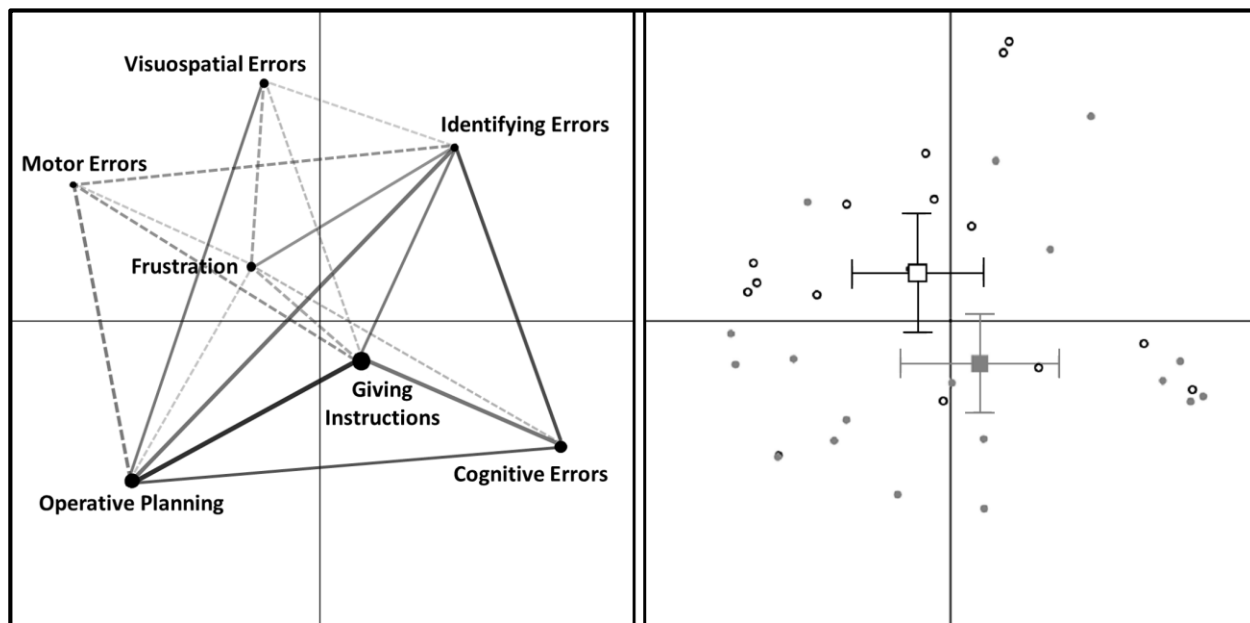 Visuospatial Errors
Identifying Errors
Motor Errors
Frustration
Giving
Instructions
Cognitive Errors
Operative Planning